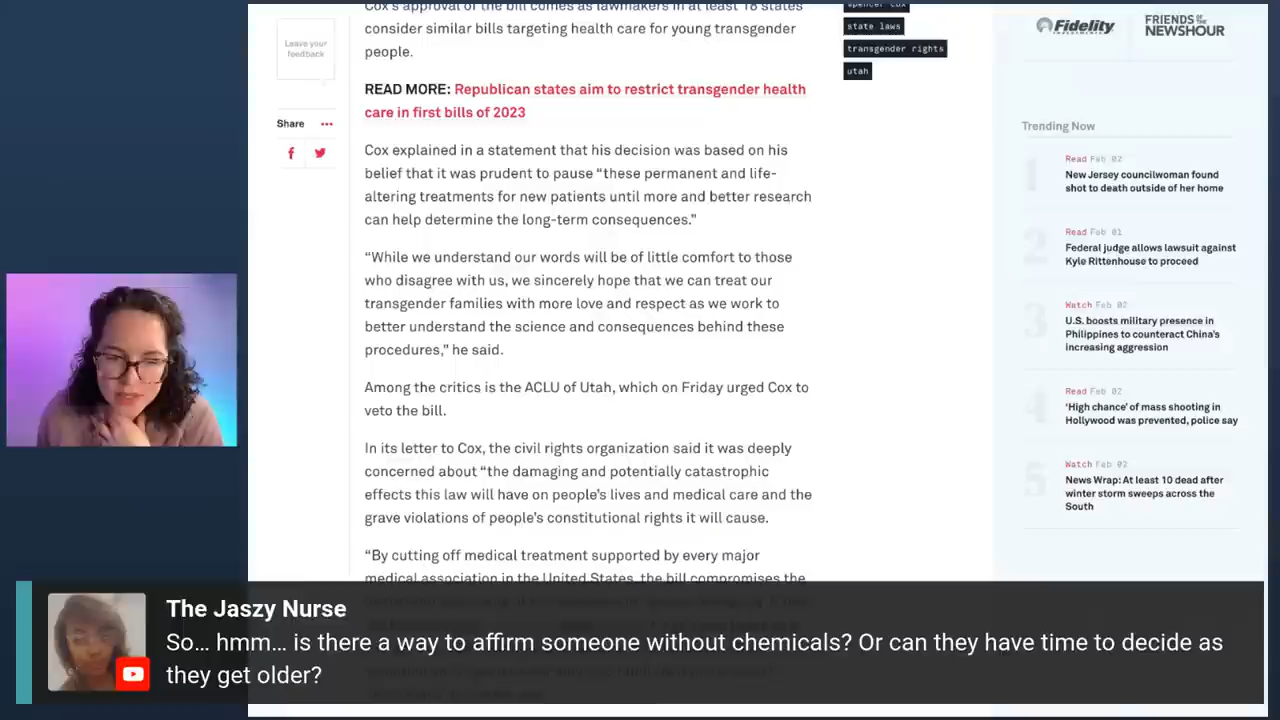 Cox's approval of the bill comes as lawmakers in at least 18 states
consider similar bills targeting health care for young transgender
people.
READ MORE: Republican states aim to restrict transgender health
care in first bills of 2023
Cox explained in a statement that his decision was based on his
belief that it was prudent to pause “these permanent and life-
altering treatments for new patients until more and better research
can help determine the long-term consequences.”
“While we understand our words will be of little comfort to those
who disagree with us, we sincerely hope that we can treat our
transgender families with more love and respect as we work to
better understand the science and consequences behind these
procedures,” he said.
Among the critics is the ACLU of Utah, which on Friday urged Cox to
veto the bill.
In its letter to Cox, the civil rights organization said it was deeply
concerned about “the damaging and potentially catastrophic
effects this law will have on people's lives and medical care and the
grave violations of people's constitutional rights it will cause.
“By cutting off medical treatment supported by every major
medical association in the United States, the bill compromises the
Leave your
feedback
Share
spencer cox
state laws
transgender rights
utah
Fidelity
INVESTMENTS
FRIENDS OF THE
NEWSHOUR
Trending Now
1
Read Feb 02
New Jersey councilwoman found
shot to death outside of her home
2
Read Feb 01
Federal judge allows lawsuit against
Kyle Rittenhouse to proceed
3
Watch Feb 02
U.S. boosts military presence in
Philippines to counteract China's
increasing aggression
4
Read Feb 02
‘High chance’ of mass shooting in
Hollywood was prevented, police say
5
Watch Feb 02
News Wrap: At least 10 dead after
winter storm sweeps across the
South
The Jaszy Nurse
So... hmm... is there a way to affirm someone without chemicals? Or can they have time to decide as
they get older?